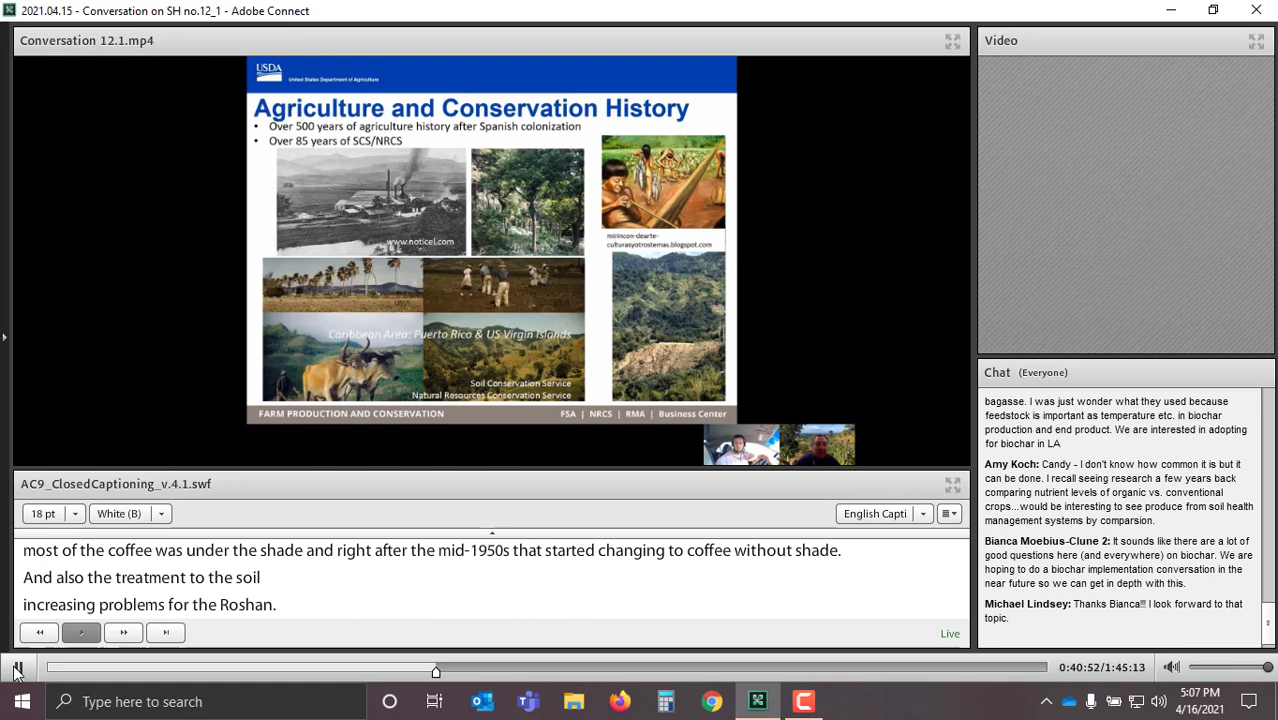 2021.04.15 - Conversation on SH no.12_1 - Adobe Connect
Conversation 12.1.mp4
USDA
United States Department of Agriculture
Agriculture and Conservation History
• Over 500 years of agriculture history after Spanish colonization
• Over 85 years of SCS/NRCS
www.noticel.com
mirincon-dearte-
culturasyotrostemas.blogspot.com
Caribbean Area: Puerto Rico & US Virgin Islands
Soil Conservation Service
Natural Resources Conservation Service
FARM PRODUCTION AND CONSERVATION
FSA | NRCS | RMA | Business Center
AC9_ClosedCaptioning_v.4.1.swf
18 pt
White (B)
English Capti
most of the coffee was under the shade and right after the mid-1950s that started changing to coffee without shade.
And also the treatment to the soil
increasing problems for the Roshan.
Live
Video
Chat (Everyone)
bagasse. I was just wonder what they used because
feedstock is important as temperature etc. in biochar
production and end product. We are interested in adopting
for biochar in LA
Amy Koch: Candy - I don't know how common it is but it
can be done. I recall seeing research a few years back
comparing nutrient levels of organic vs. conventional
crops...would be interesting to see produce from soil health
management systems by comparsion.
Bianca Moebius-Clune 2: It sounds like there are a lot of
good questions here (and everywhere) on biochar. We are
hoping to do a biochar implementation conversation in the
near future so we can get in depth with this.
Michael Lindsey: Thanks Bianca!!! I look forward to that
topic.
0:40:52/1:45:13
Type here to search
5:07 PM
4/16/2021